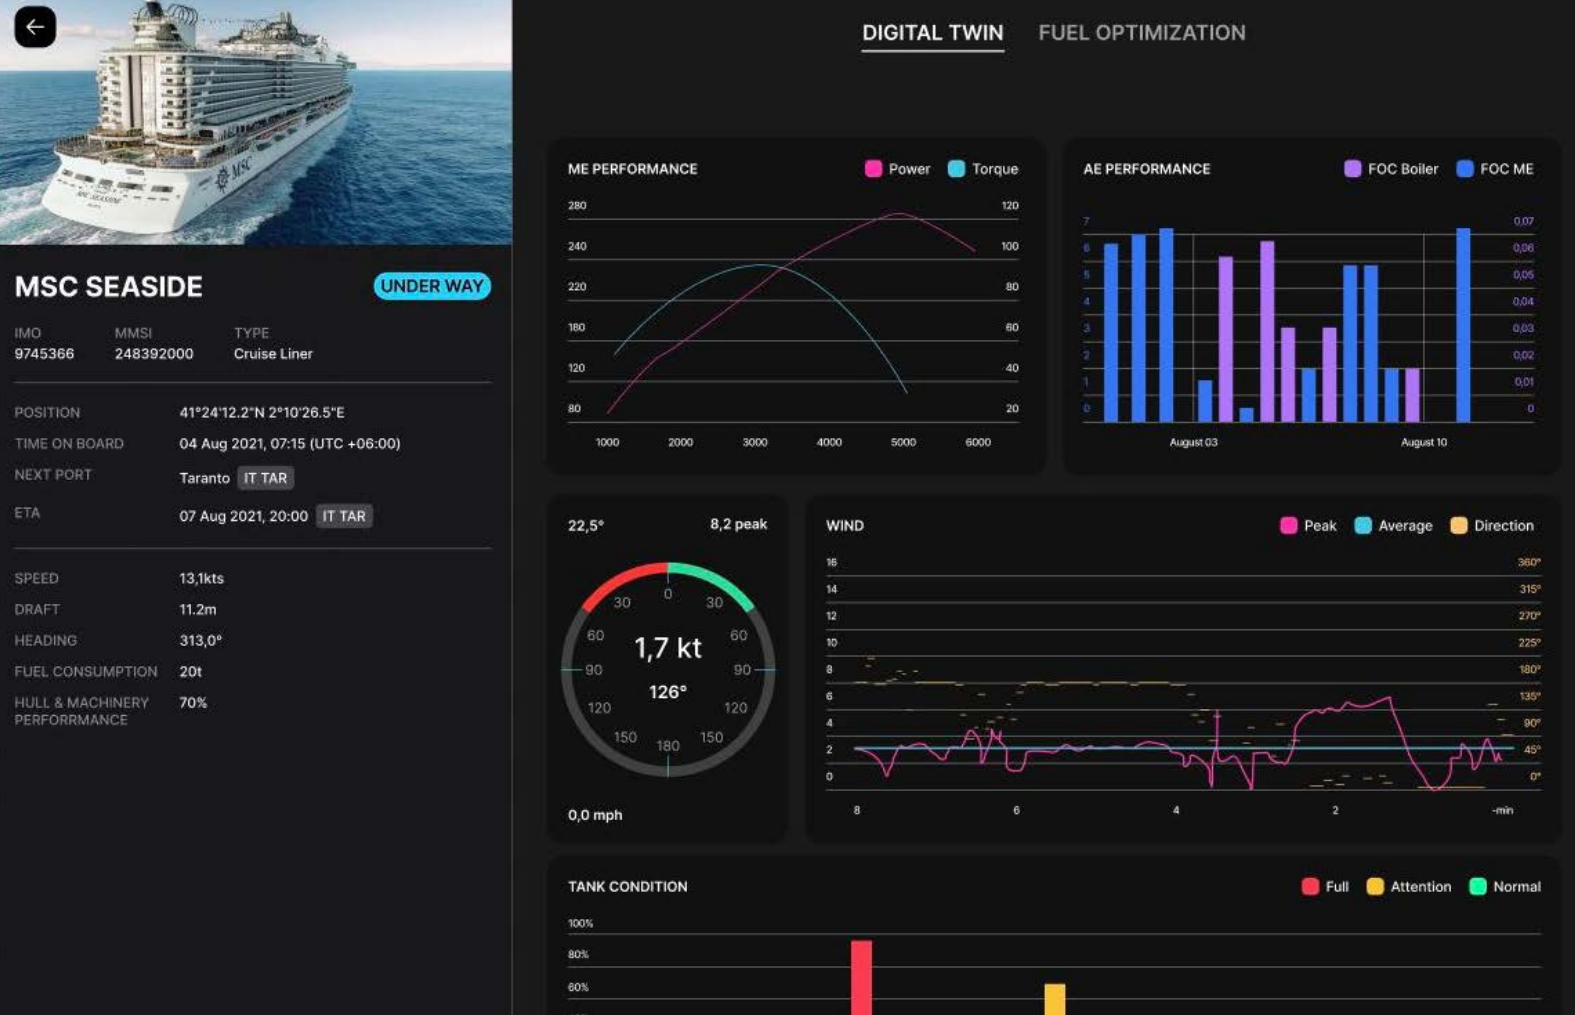 DIGITAL TWIN FUEL OPTIMIZATION
MSC
MSC SEASIDE
MSC SEASIDE UNDER WAY
IMO MMSI TYPE
9745366 248392000 Cruise Liner
POSITION 41°24'12.2"N 2°10'26.5"E
TIME ON BOARD 04 Aug 2021, 07:15 (UTC +06:00)
NEXT PORT Taranto IT TAR
ETA 07 Aug 2021, 20:00 IT TAR
SPEED 13,1kts
DRAFT 11.2m
HEADING 313,0°
FUEL CONSUMPTION 20t
HULL & MACHINERY 70%
PERFORRMANCE
ME PERFORMANCE Power Torque
280 120
240 100
220 80
180 60
120 40
80 20
1000 2000 3000 4000 5000 6000
AE PERFORMANCE FOC Boiler FOC ME
7 0,07
6 0,06
5 0,05
4 0,04
3 0,03
2 0,02
1 0,01
0 0
August 03 August 10
22,5° 8,2 peak
0
30 30
60 60
1,7 kt
90 90
126°
120 120
150 150
180
0,0 mph
WIND Peak Average Direction
16 360°
14 315°
12 270°
10 225°
8 180°
6 135°
4 90°
2 45°
0 0°
8 6 4 2 -min
TANK CONDITION Full Attention Normal
100%
80%
60%